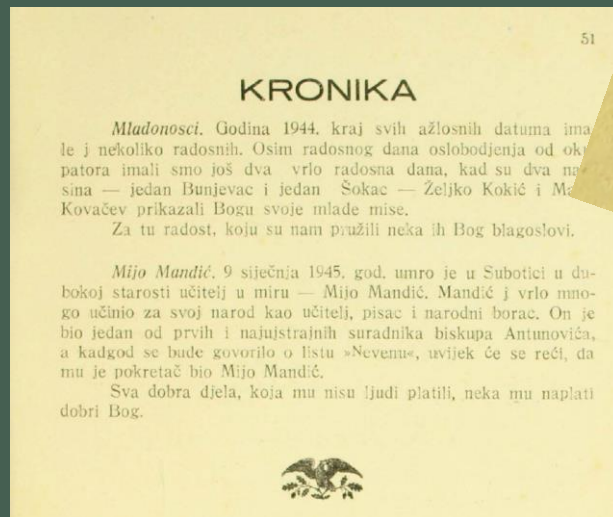 51
KRONIKA
Mladonosci. Godina 1944. kraj svih ažlosnih datuma ima
le j nekoliko radosnih. Osim radosnog dana oslobodjenja od oku
patora imali smo još dva vrlo radosna dana, kad su dva na
sina — jedan Bunjevac i jedan Šokac — Željko Kokić i
Kovačev prikazali Bogu svoje mlade mise.
Za tu radost, koju su nam pružili neka ih Bog blagoslovi.
Mijo Mandić. 9 siječnja 1945. god. umro je u Subotici u du-
bokoj starosti učitelj u miru — Mijo Mandić. Mandić j vrlo mno-
go učinio za svoj narod kao učitelj, pisac i narodni borac. On je
bio jedan od prvih i najujstrajnih suradnika biskupa Antunovića,
a kadgod se bude govorilo o listu »Nevenu«, uvijek će se reći, da
mu je pokretač bio Mijo Mandić.
Sva dobra djela, koja mu nisu ljudi platili, neka mu naplati
dobri Bog.